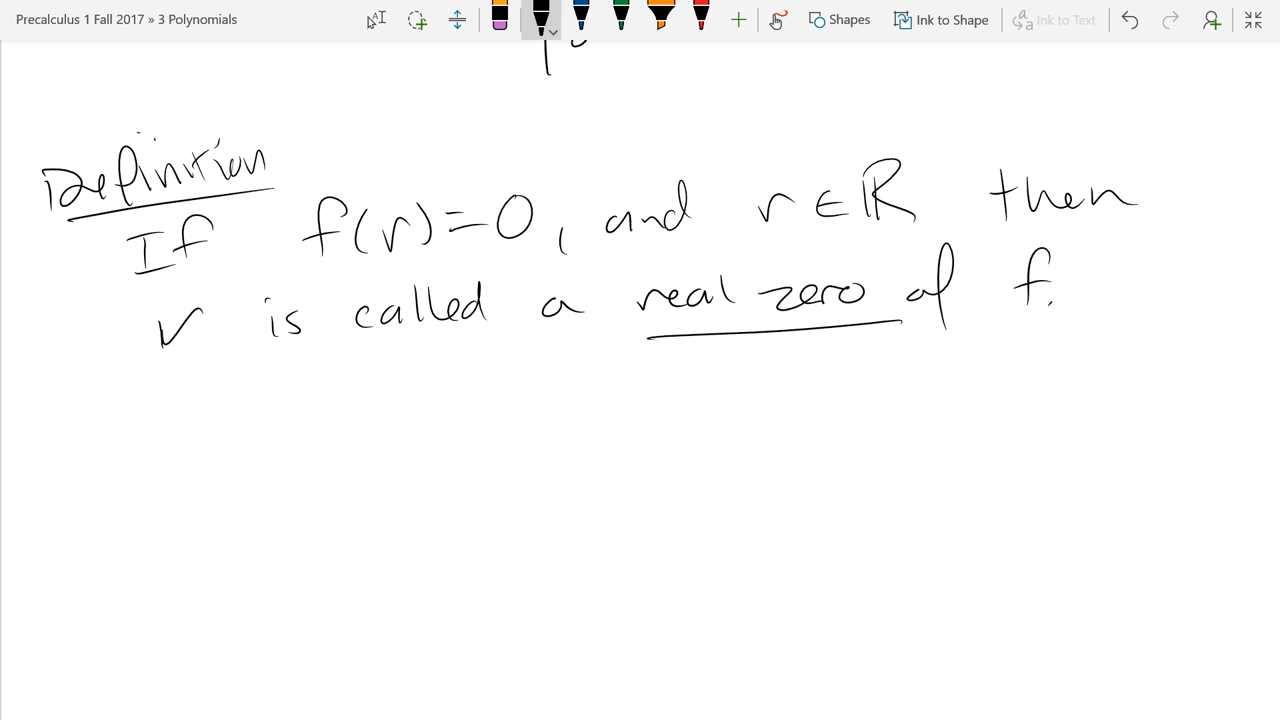 Precalculus 1 Fall 2017 » 3 Polynomials
Shapes
Ink to Shape
Ink to Text
Definition
If f(r)=0, and r∈ℝ then
r is called a real zero of f.